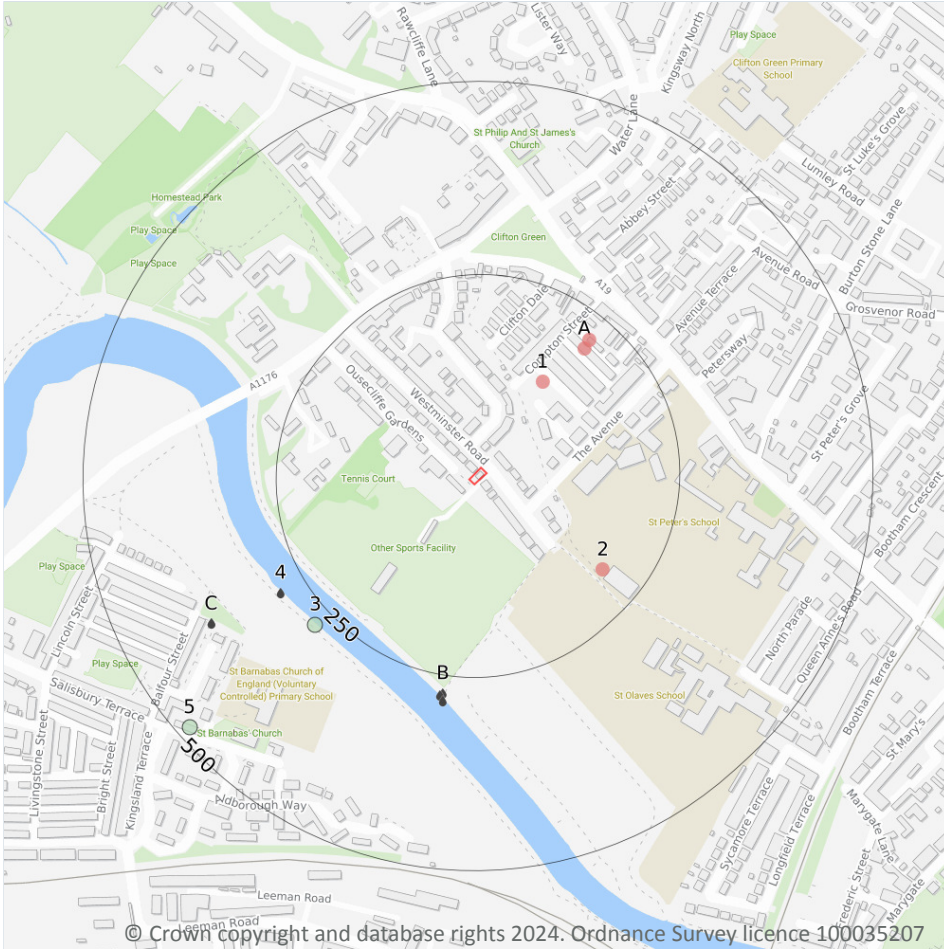 Rawcliffe Lane
Lister Way
Kingsway North
Play Space
Clifton Green Primary
School
St Philip And St James's
Church
Water Lane
St Luke's Grove
Lumley Road
Abbey Street
Homestead Park
Play Space
Play Space
Clifton Green
A19
Avenue Road
Burton Stone Lane
Grosvenor Road
Avenue Terrace
Petersway
Clifton Dale
Compton Street
A
1
A1176
Ousecliffe Gardens
Westminster Road
The Avenue
St Peter's Grove
Bootham Crescent
Tennis Court
St Peter's School
Other Sports Facility
2
Play Space
4
3
250
C
Lincoln Street
North Parade
Queen Anne's Road
Play Space
Balfour Street
St Barnabas Church of
England (Voluntary
Controlled) Primary School
B
St Olaves School
Bootham Terrace
Salisbury Terrace
5
St Barnabas' Church
500
St Mary's
Livingstone Street
Bright Street
Kingsland Terrace
Aldborough Way
Sycamore Terrace
Longfield Terrace
Marygate Lane
Frederic Street
Marygate
Leeman Road
Leeman Road
© Crown copyright and database rights 2024. Ordnance Survey licence 100035207